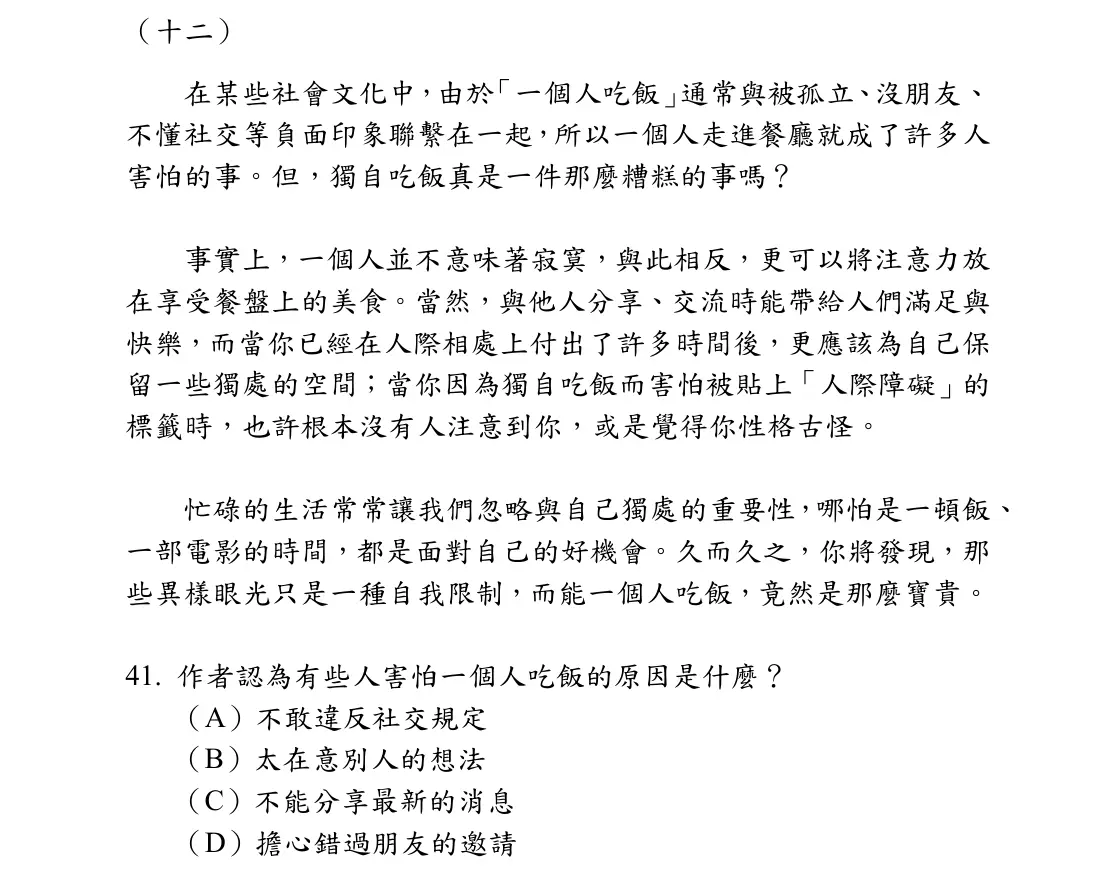 （十二）
在某些社會文化中，由於「一個人吃飯」通常與被孤立、沒朋友、
不懂社交等負面印象聯繫在一起，所以一個人走進餐廳就成了許多人
害怕的事。但，獨自吃飯真是一件那麼糟糕的事嗎？
事實上，一個人並不意味著寂寞，與此相反，更可以將注意力放
在享受餐盤上的美食。當然，與他人分享、交流時能帶給人們滿足與
快樂，而當你已經在人際相處上付出了許多時間後，更應該為自己保
留一些獨處的空間；當你因為獨自吃飯而害怕被貼上「人際障礙」的
標籤時，也許根本沒有人注意到你，或是覺得你性格古怪。
忙碌的生活常常讓我們忽略與自己獨處的重要性，哪怕是一頓飯、
一部電影的時間，都是面對自己的好機會。久而久之，你將發現，那
些異樣眼光只是一種自我限制，而能一個人吃飯，竟然是那麼寶貴。
41. 作者認為有些人害怕一個人吃飯的原因是什麼？
（A）不敢違反社交規定
（B）太在意別人的想法
（C）不能分享最新的消息
（D）擔心錯過朋友的邀請